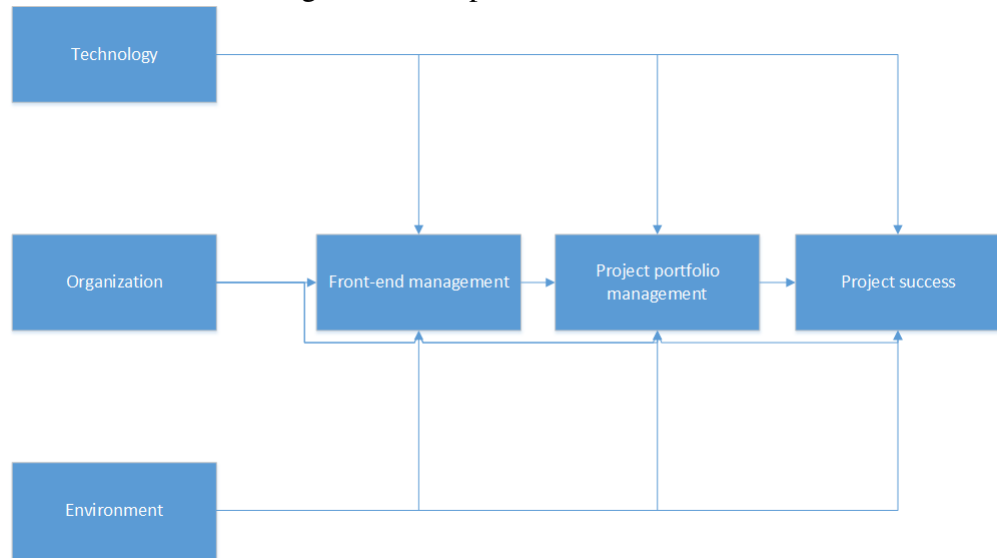 Technology
Organization
Front-end management
Project portfolio
management
Project success
Environment